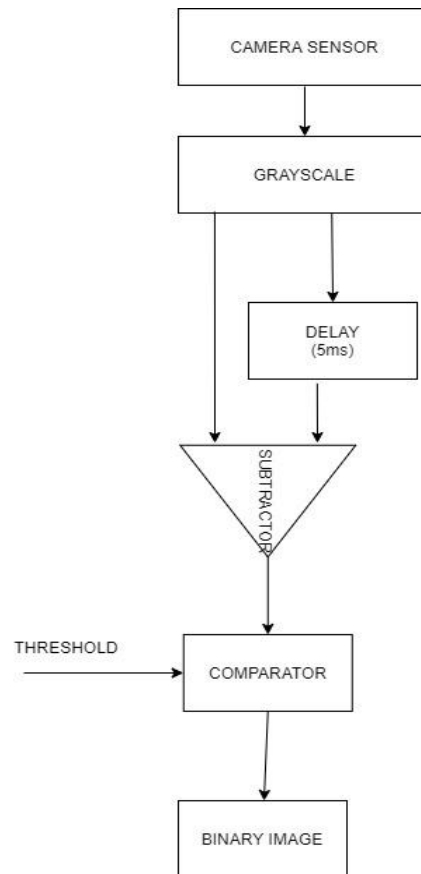 CAMERA SENSOR
GRAYSCALE
DELAY
(5ms)
SUBTRACTOR
THRESHOLD
COMPARATOR
BINARY IMAGE